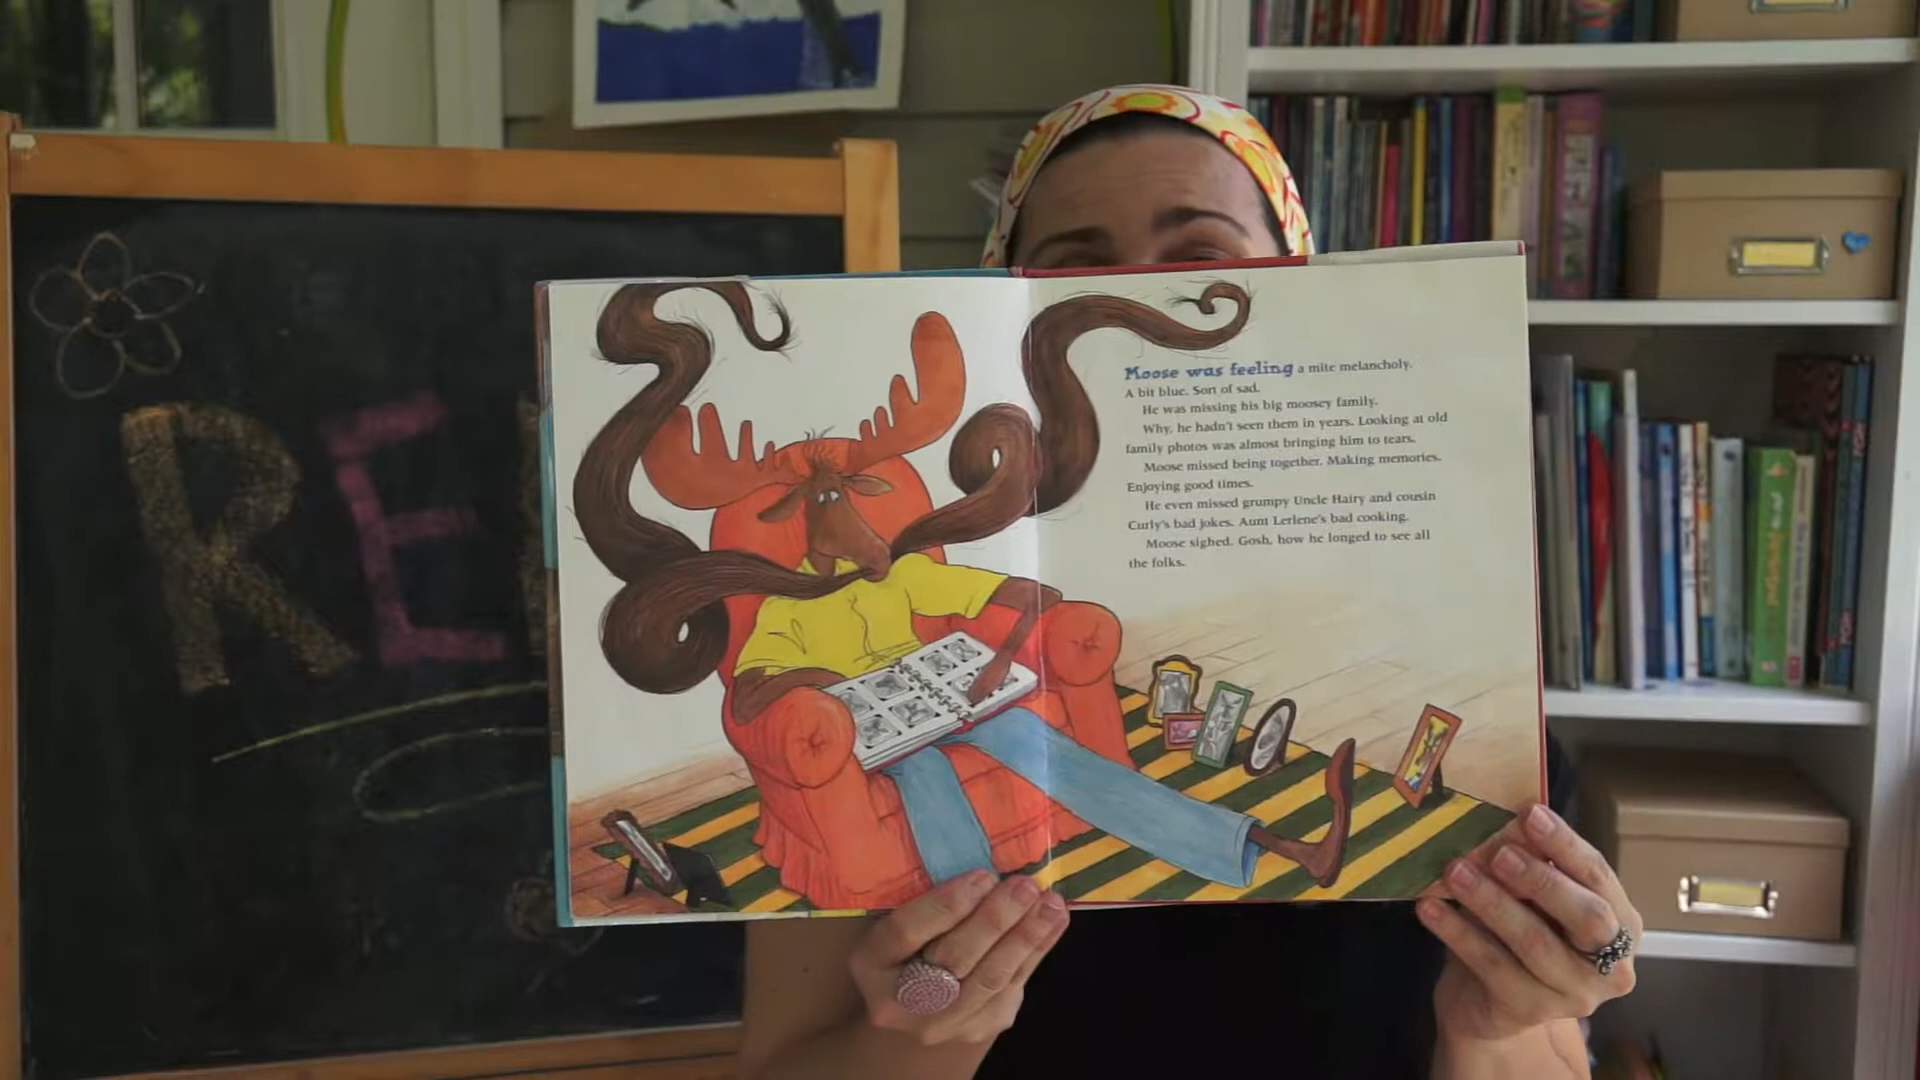 RE
Moose was feeling a mite melancholy.
A bit blue. Sort of sad.
He was missing his big moosey family.
Why, he hadn't seen them in years. Looking at old
family photos was almost bringing him to tears.
Moose missed being together. Making memories.
Enjoying good times.
He even missed grumpy Uncle Hairy and cousin
Curly's bad jokes. Aunt Lerlene's bad cooking.
Moose sighed. Gosh, how he longed to see all
the folks.